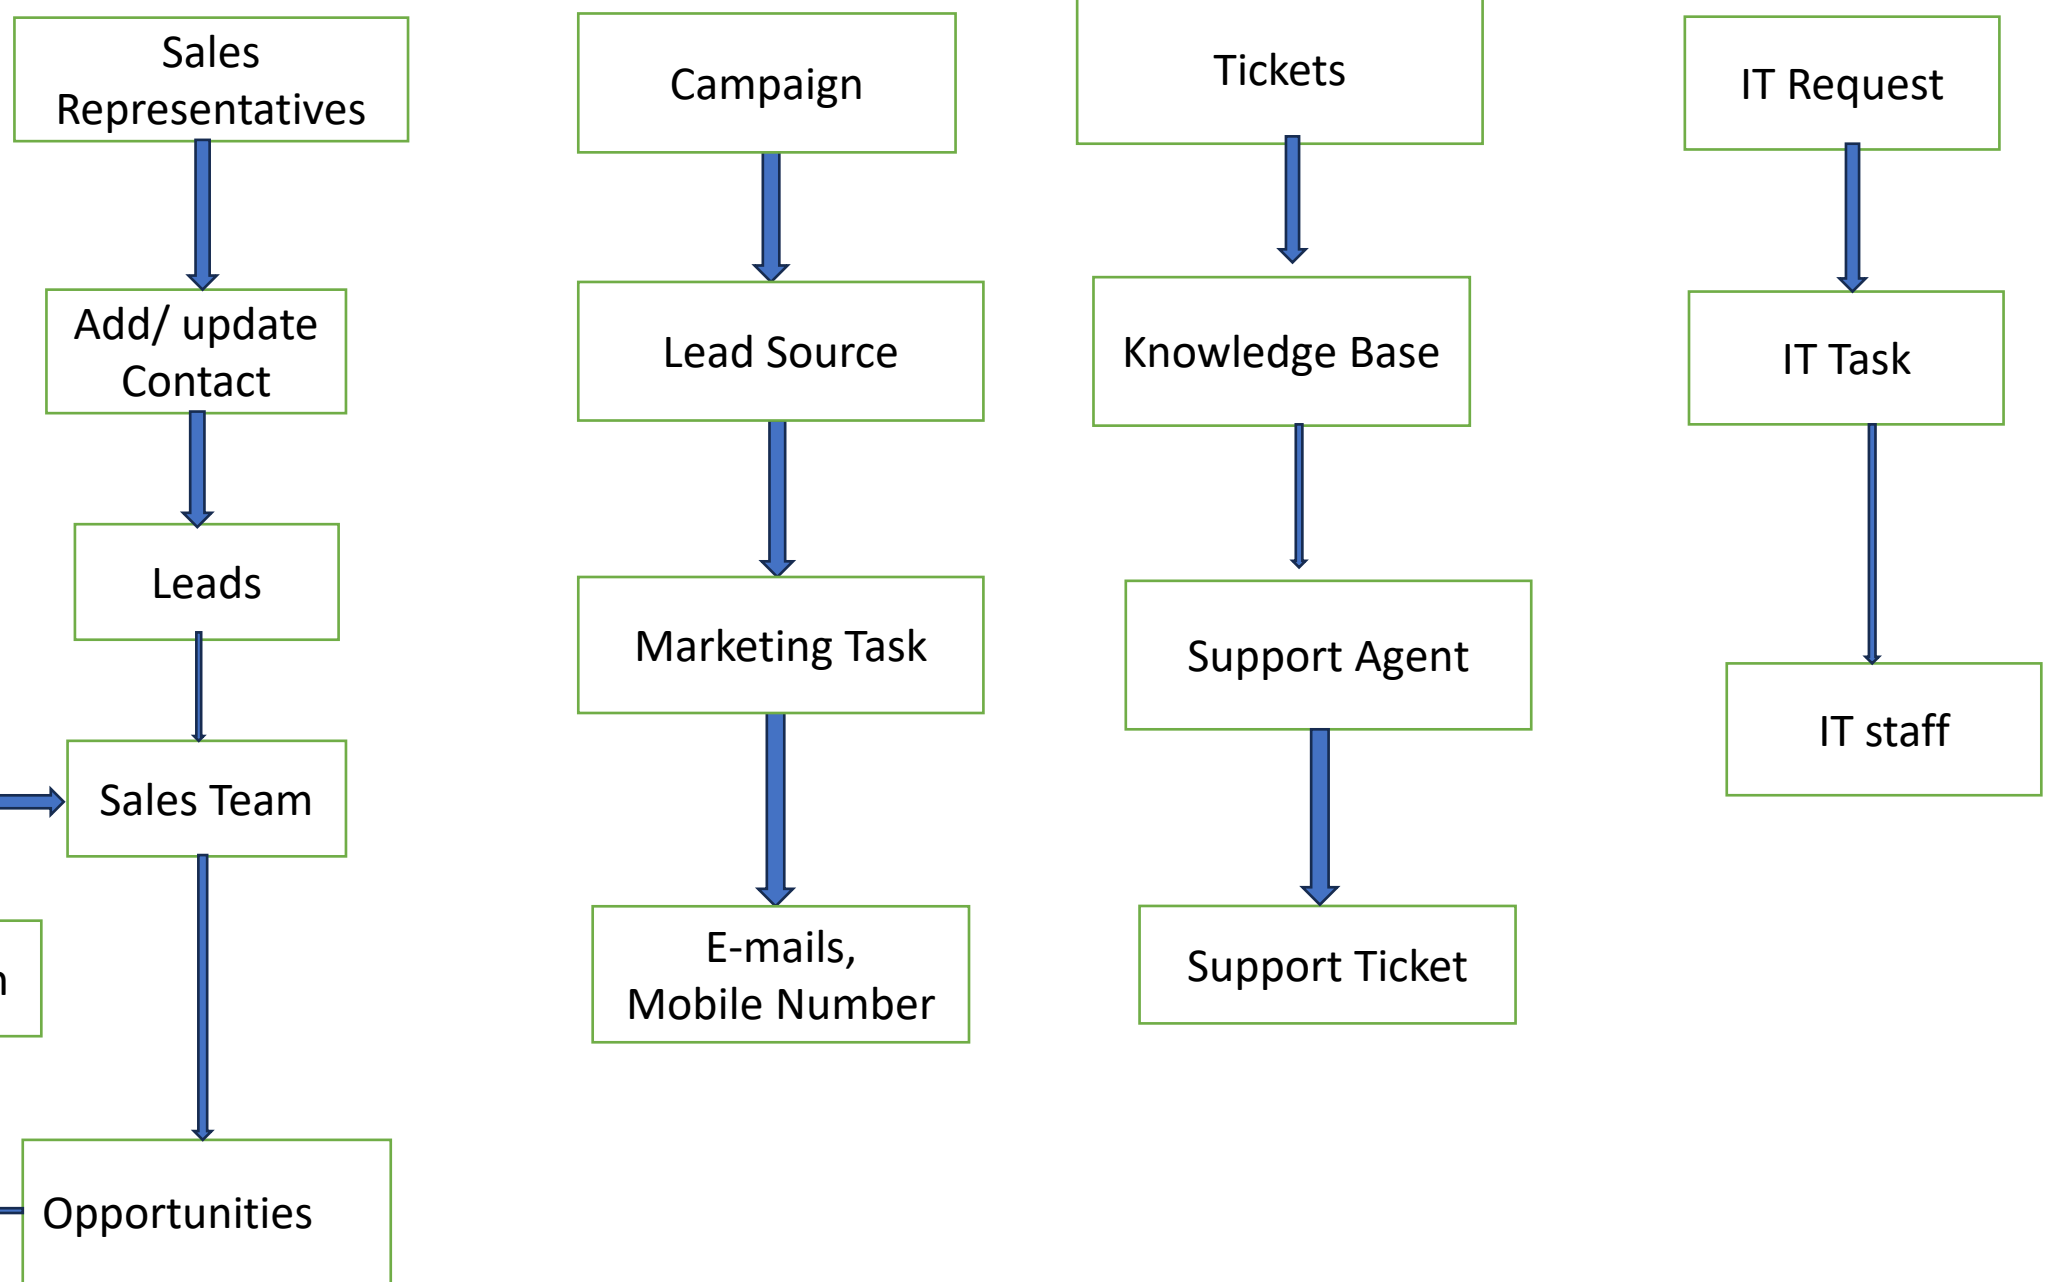 Sales
Representatives
Add/ update
Contact
Leads
Sales Team
Opportunities
Campaign
Lead Source
Marketing Task
E-mails,
Mobile Number
Tickets
Knowledge Base
Support Agent
Support Ticket
IT Request
IT Task
IT staff